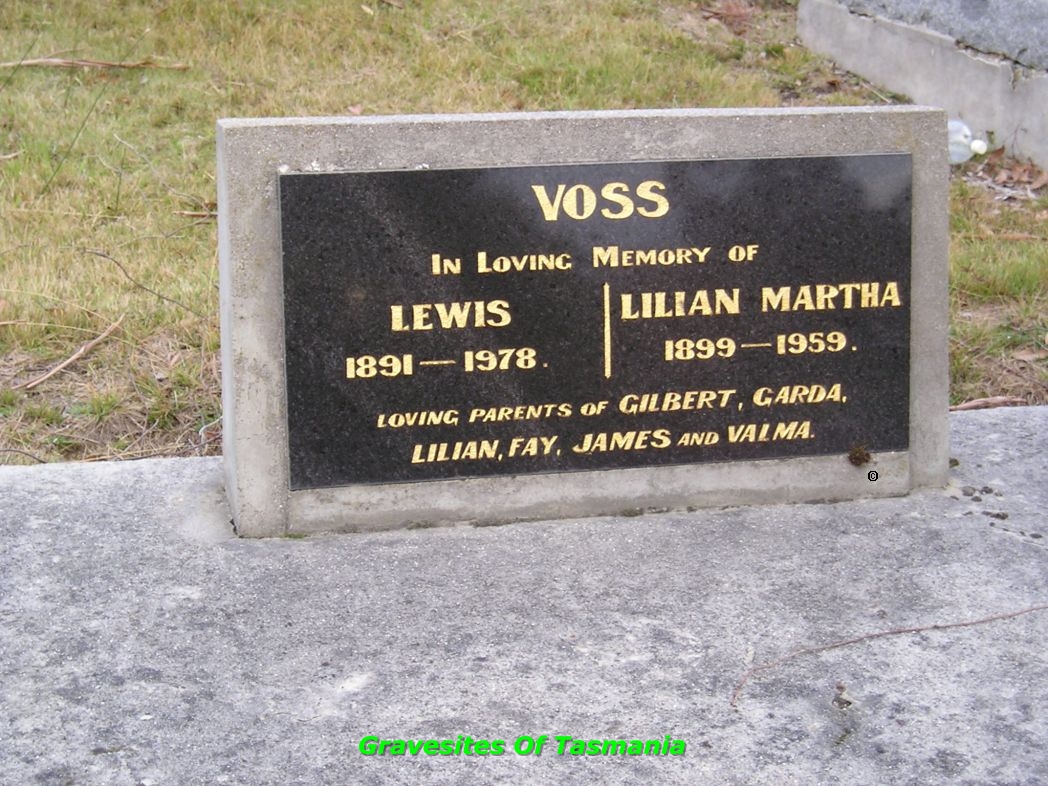 VOSS
IN LOVING MEMORY OF
LEWIS
1891 — 1978.
LILIAN MARTHA
1899 — 1959.
LOVING PARENTS OF GILBERT, GARDA,
LILIAN, FAY, JAMES AND VALMA.
©
Gravesites Of Tasmania